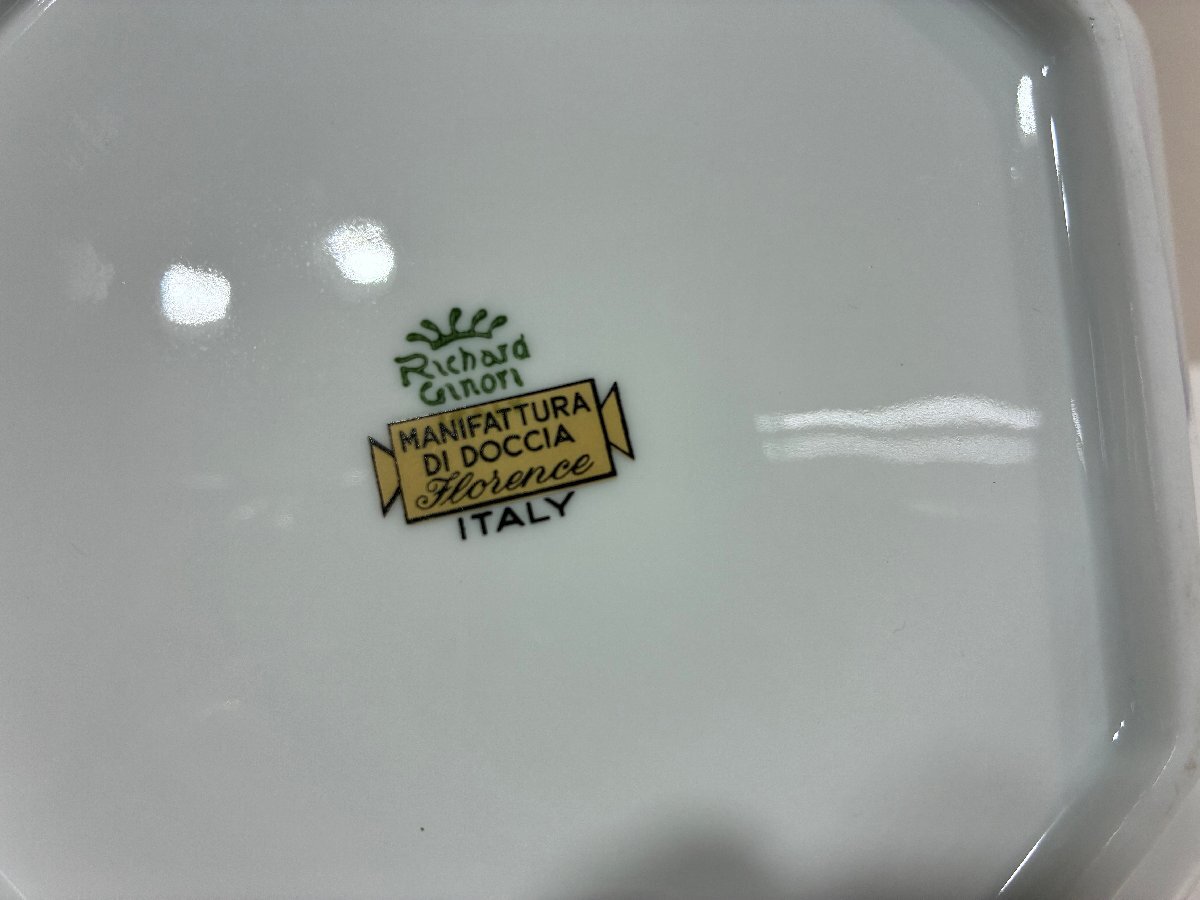 Richard
Ginori
MANIFATTURA
DI DOCCIA
Florence
ITALY